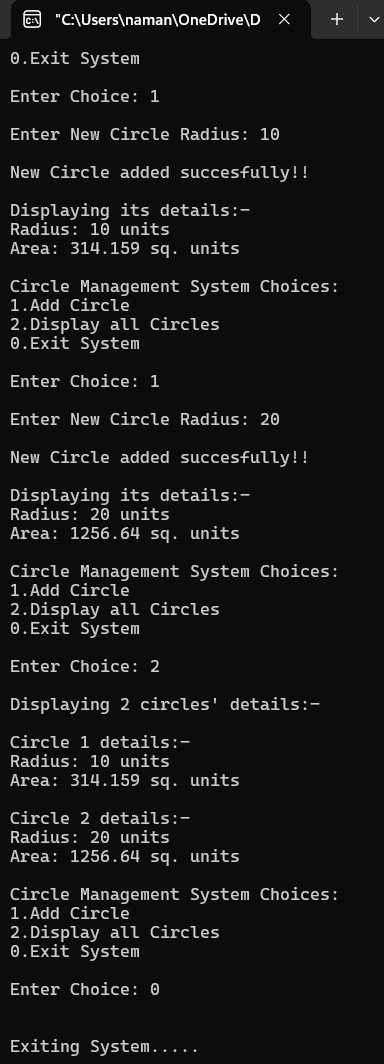 "C:\Users\naman\OneDrive\D
0.Exit System
Enter Choice: 1
Enter New Circle Radius: 10
New Circle added succesfully!!
Displaying its details:-
Radius: 10 units
Area: 314.159 sq. units
Circle Management System Choices:
1.Add Circle
2.Display all Circles
0.Exit System
Enter Choice: 1
Enter New Circle Radius: 20
New Circle added succesfully!!
Displaying its details:-
Radius: 20 units
Area: 1256.64 sq. units
Circle Management System Choices:
1.Add Circle
2.Display all Circles
0.Exit System
Enter Choice: 2
Displaying 2 circles' details:-
Circle 1 details:-
Radius: 10 units
Area: 314.159 sq. units
Circle 2 details:-
Radius: 20 units
Area: 1256.64 sq. units
Circle Management System Choices:
1.Add Circle
2.Display all Circles
0.Exit System
Enter Choice: 0
Exiting System.....